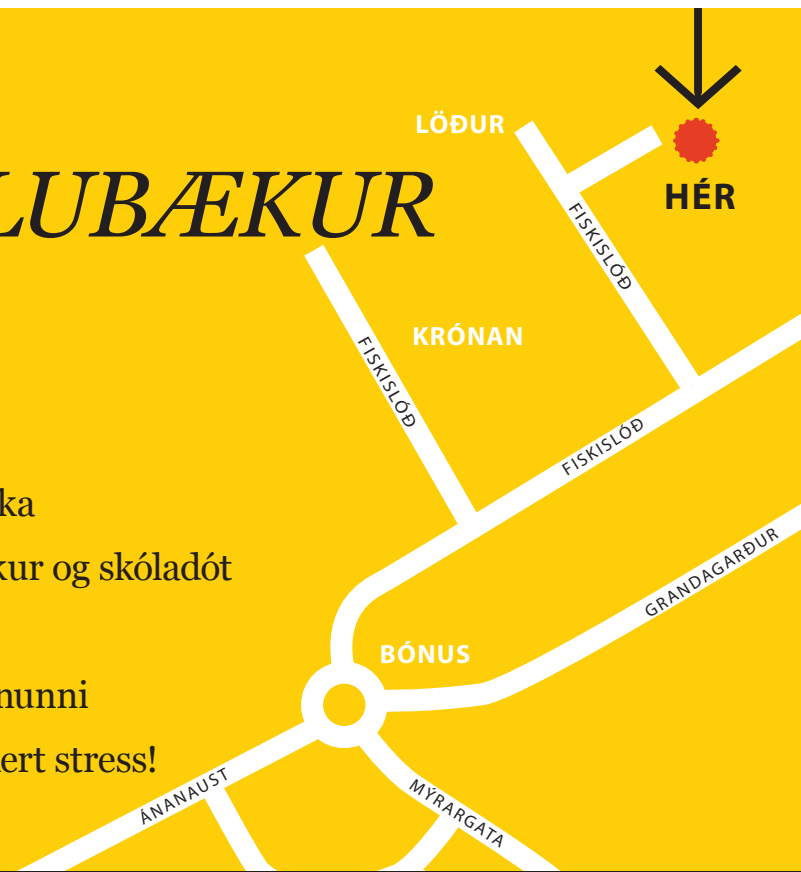 LÖÐUR
HÉR
LUBÆKUR
FISKISLÓÐ
KRÓNAN
FISKISLÓÐ
FISKISLÓÐ
ka
kur og skóladót
GRANDAGARÐUR
BÓNUS
nunni
ert stress!
ÁNANAUST
MÝRARGATA